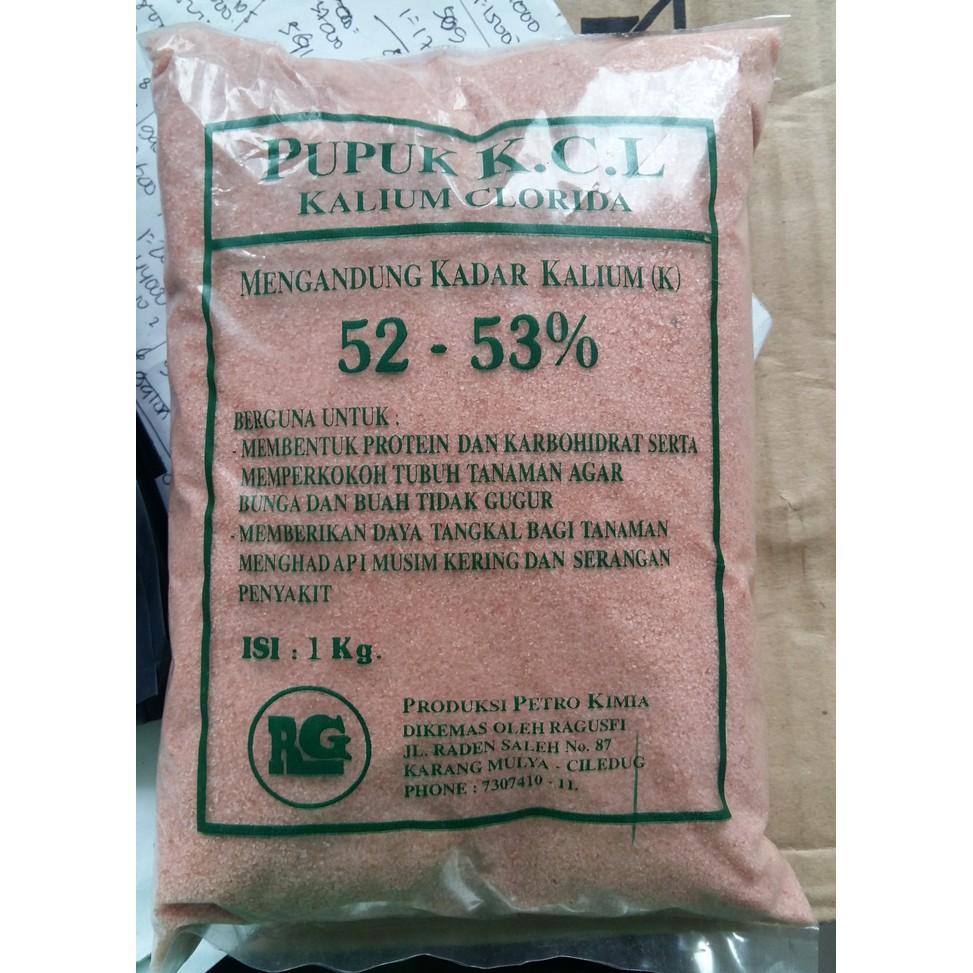 PUPUK K.C.L
KALIUM CLORIDA
MENGANDUNG KADAR KALIUM (K)
52 - 53%
BERGUNA UNTUK :
- MEMBENTUK PROTEIN DAN KARBOHIDRAT SERTA
MEMPERKOKOH TUBUH TANAMAN AGAR
BUNGA DAN BUAH TIDAK GUGUR
- MEMBERIKAN DAYA TANGKAL BAGI TANAMAN
MENGHADAPI MUSIM KERING DAN SERANGAN
PENYAKIT
ISI : 1 Kg.
RG
PRODUKSI PETRO KIMIA
DIKEMAS OLEH RAGUSFI
JL. RADEN SALEH No. 87
KARANG MULYA - CILEDUG
PHONE : 7307410 - 11.